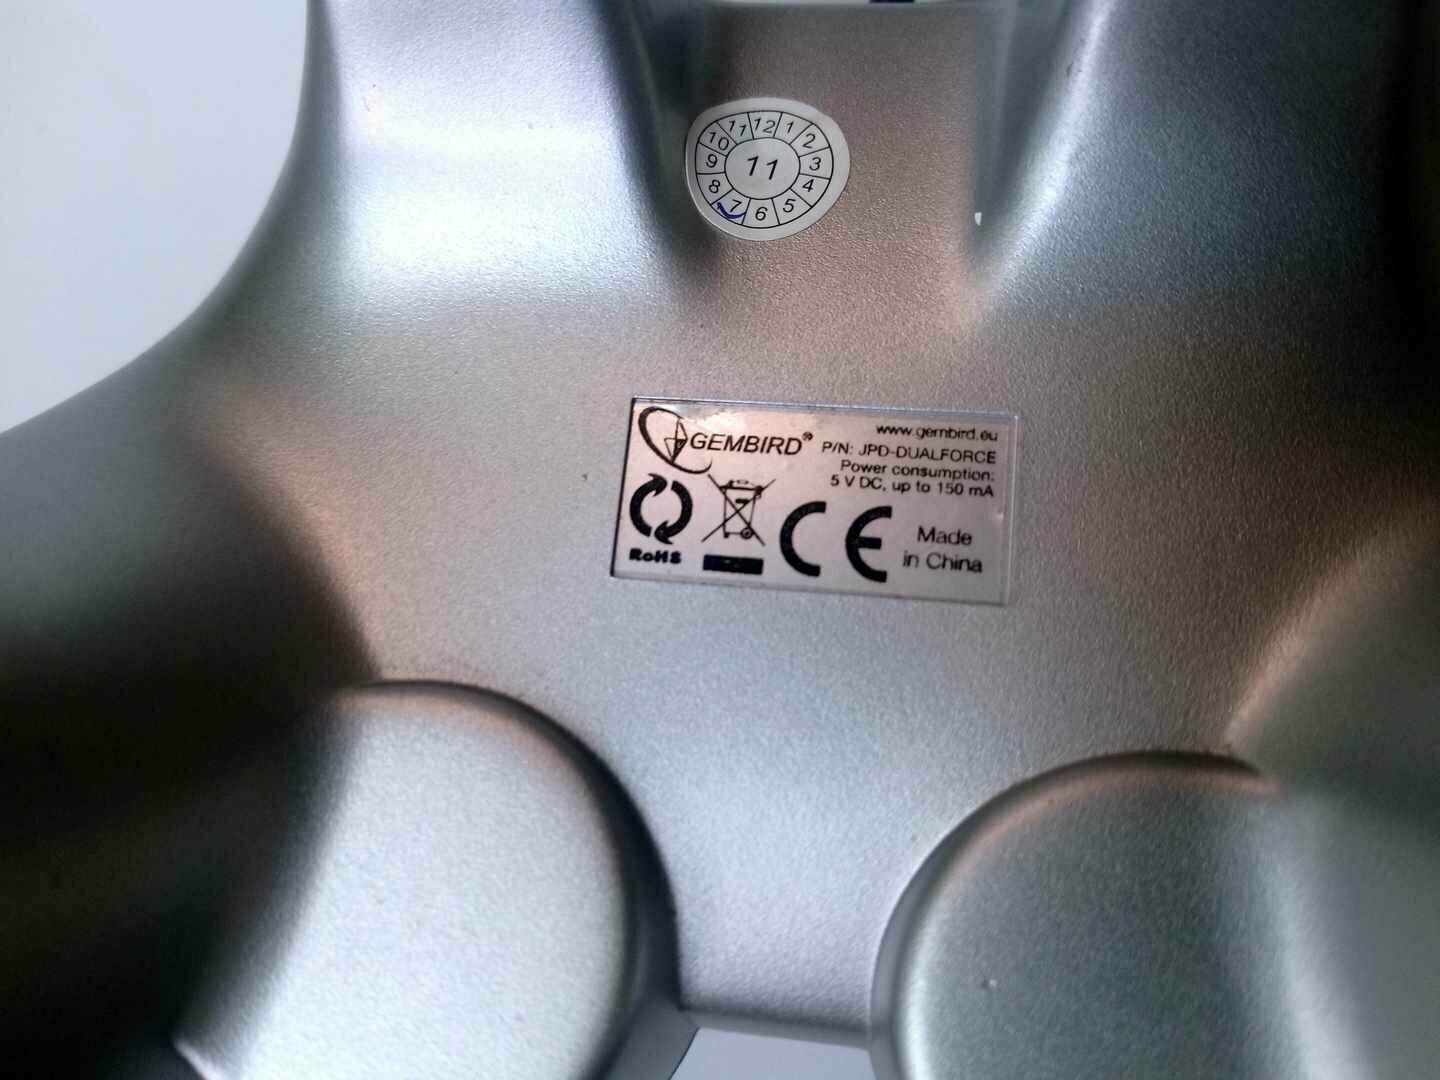 12
1
2
3
4
5
6
7
8
9
10
11
11
GEMBIRD®
www.gembird.eu
P/N: JPD-DUALFORCE
Power consumption:
5 V DC, up to 150 mA
RoHS
CE
Made
in China